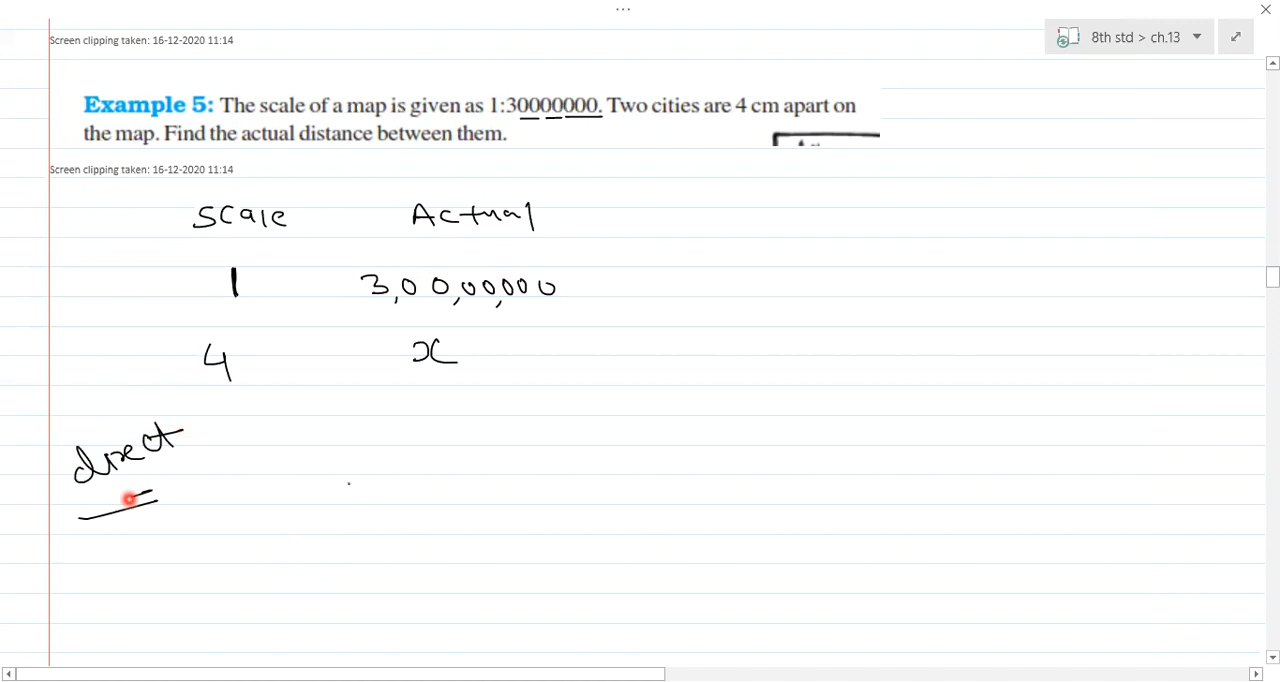 ...
8th std > ch.13
Screen clipping taken: 16-12-2020 11:14
Example 5: The scale of a map is given as 1:30000000. Two cities are 4 cm apart on
the map. Find the actual distance between them.
Screen clipping taken: 16-12-2020 11:14
Scale Actual
1 3,00,00,000
4 x
direct